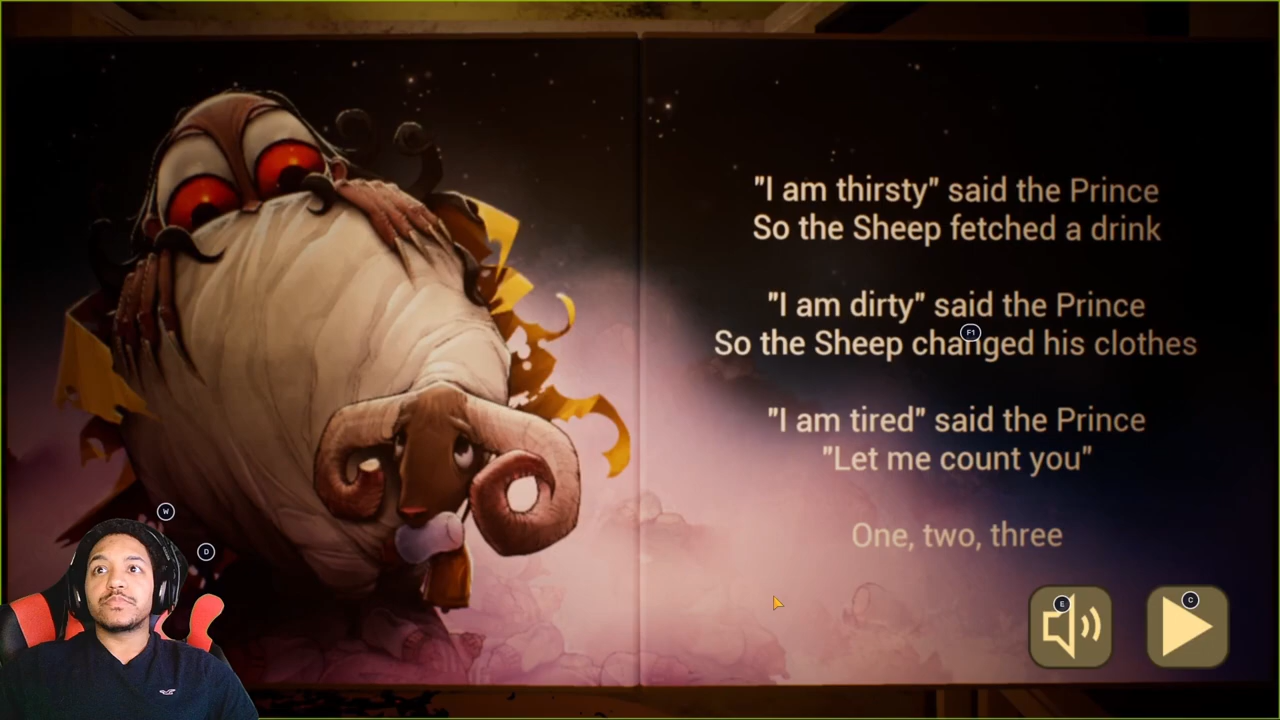 "I am thirsty" said the Prince
So the Sheep fetched a drink
"I am dirty" said the Prince
So the Sheep changed his clothes
"I am tired" said the Prince
"Let me count you"
One, two, three
F1
W
D
E
C